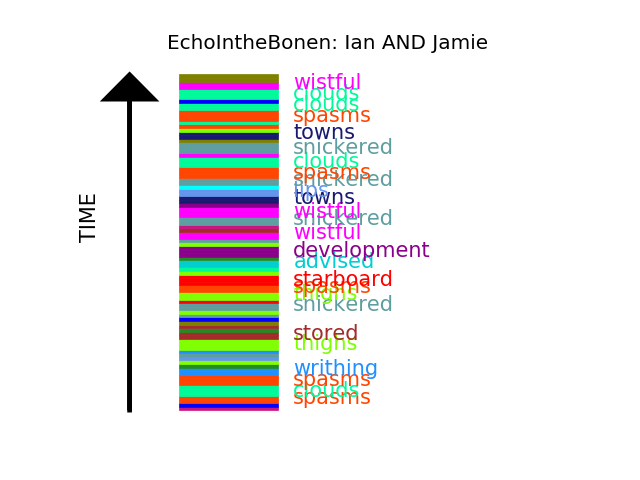 EchoIntheBonen: Ian AND Jamie
TIME
wistful
clouds
clouds
spasms
towns
snickered
clouds
spasms
snickered
lips
towns
wistful
snickered
wistful
development
advised
starboard
spasms
thighs
snickered
stored
thighs
writhing
spasms
clouds
spasms